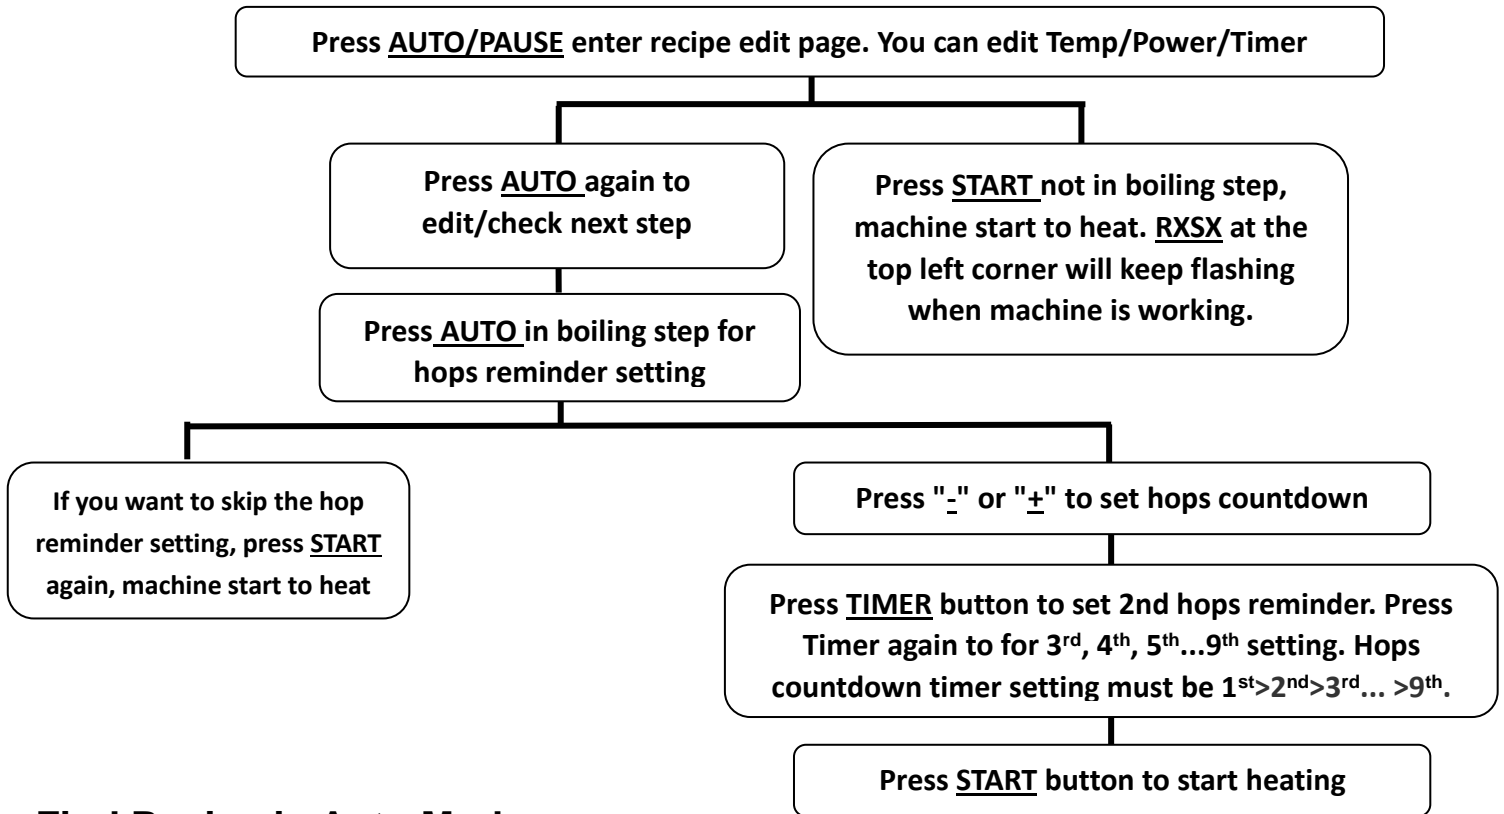 Press AUTO/PAUSE enter recipe edit page. You can edit Temp/Power/Timer
Press AUTO again to
edit/check next step
Press START not in boiling step,
machine start to heat. RXSX at the
top left corner will keep flashing
when machine is working.
Press AUTO in boiling step for
hops reminder setting
If you want to skip the hop
reminder setting, press START
again, machine start to heat
Press "-" or "+" to set hops countdown
Press TIMER button to set 2nd hops reminder. Press
Timer again to for 3rd, 4th, 5th...9th setting. Hops
countdown timer setting must be 1st>2nd>3rd... >9th.
Press START button to start heating